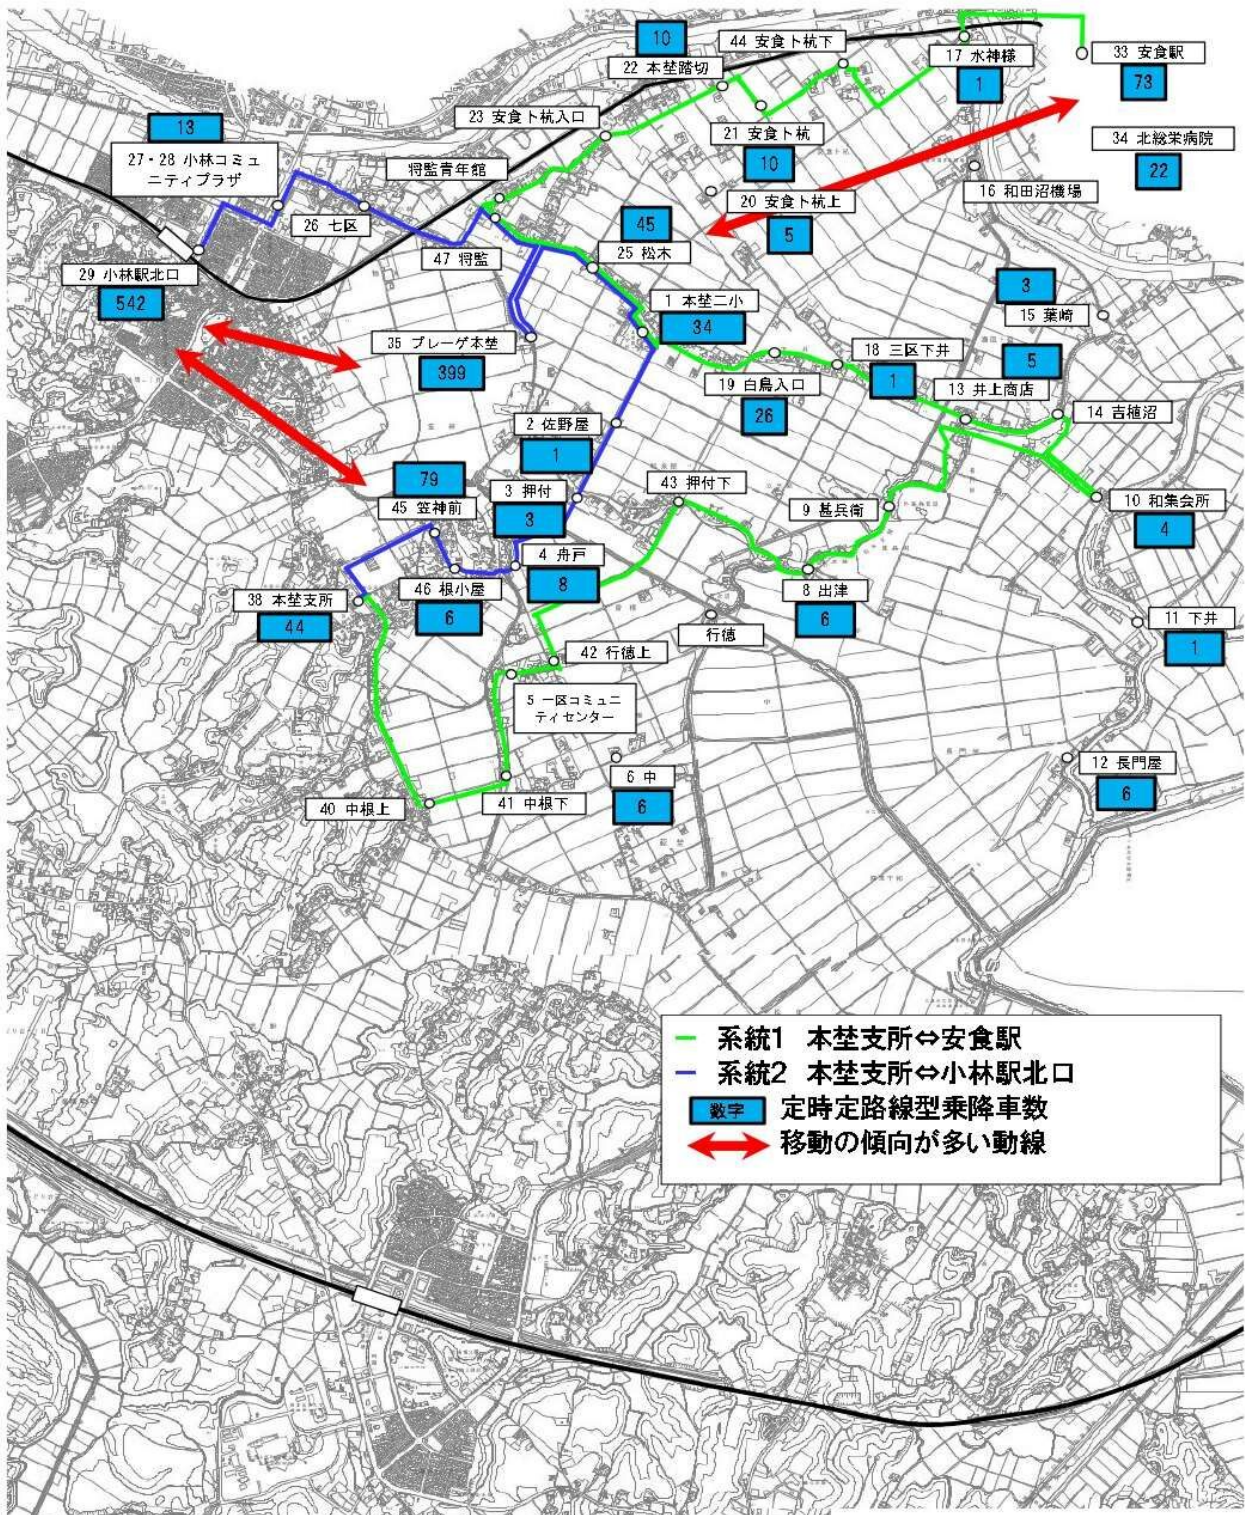 10
44 安食卜杭下
22 本埜踏切
17 水神様
1
33 安食駅
73
13
27・28 小林コミュ
ニティプラザ
23 安食卜杭入口
21 安食卜杭
10
34 北総栄病院
22
将監青年館
16 和田沼機場
20 安食卜杭上
5
26 七区
45
25 松木
47 将監
29 小林駅北口
542
3
15 葉崎
1 本埜二小
34
35 プレーゲ本埜
399
18 三区下井
1
5
13 井上商店
19 白鳥入口
26
14 吉植沼
2 佐野屋
1
79
45 笠神前
3 押付
3
43 押付下
9 甚兵衛
10 和集会所
4
4 舟戸
8
38 本埜支所
44
46 根小屋
6
8 出津
6
行徳
11 下井
1
42 行徳上
5 一区コミュニ
ティセンター
6 中
6
12 長門屋
6
40 中根上
41 中根下
系統1 本埜支所⇔安食駅
系統2 本埜支所⇔小林駅北口
数字 定時定路線型乗降車数
移動の傾向が多い動線